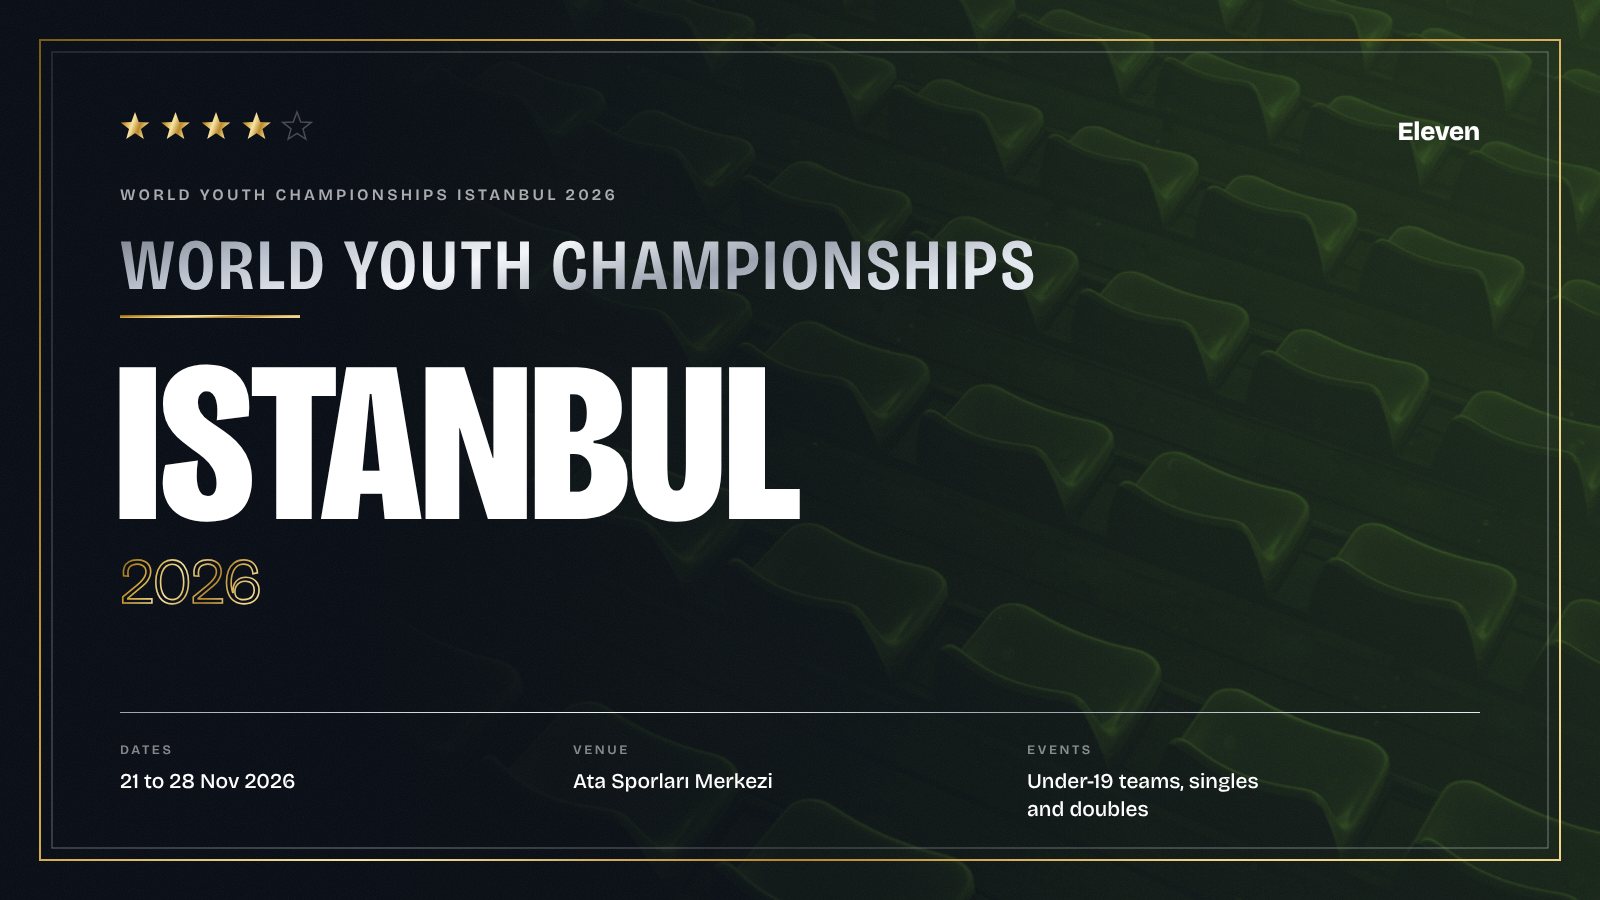 Eleven
WORLD YOUTH CHAMPIONSHIPS ISTANBUL 2026
WORLD YOUTH CHAMPIONSHIPS
ISTANBUL
2026
DATES
21 to 28 Nov 2026
VENUE
Ata Sporları Merkezi
EVENTS
Under-19 teams, singles
and doubles